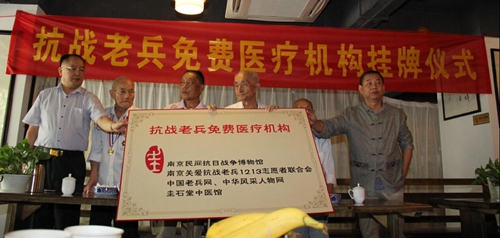 抗战老兵免费医疗机构挂牌仪式
抗战老兵免费医疗机构
圭
南京民间抗日战争博物馆
南京关爱抗战老兵1213志愿者联合会
中国老兵网、中华风采人物网
圭石堂中医馆